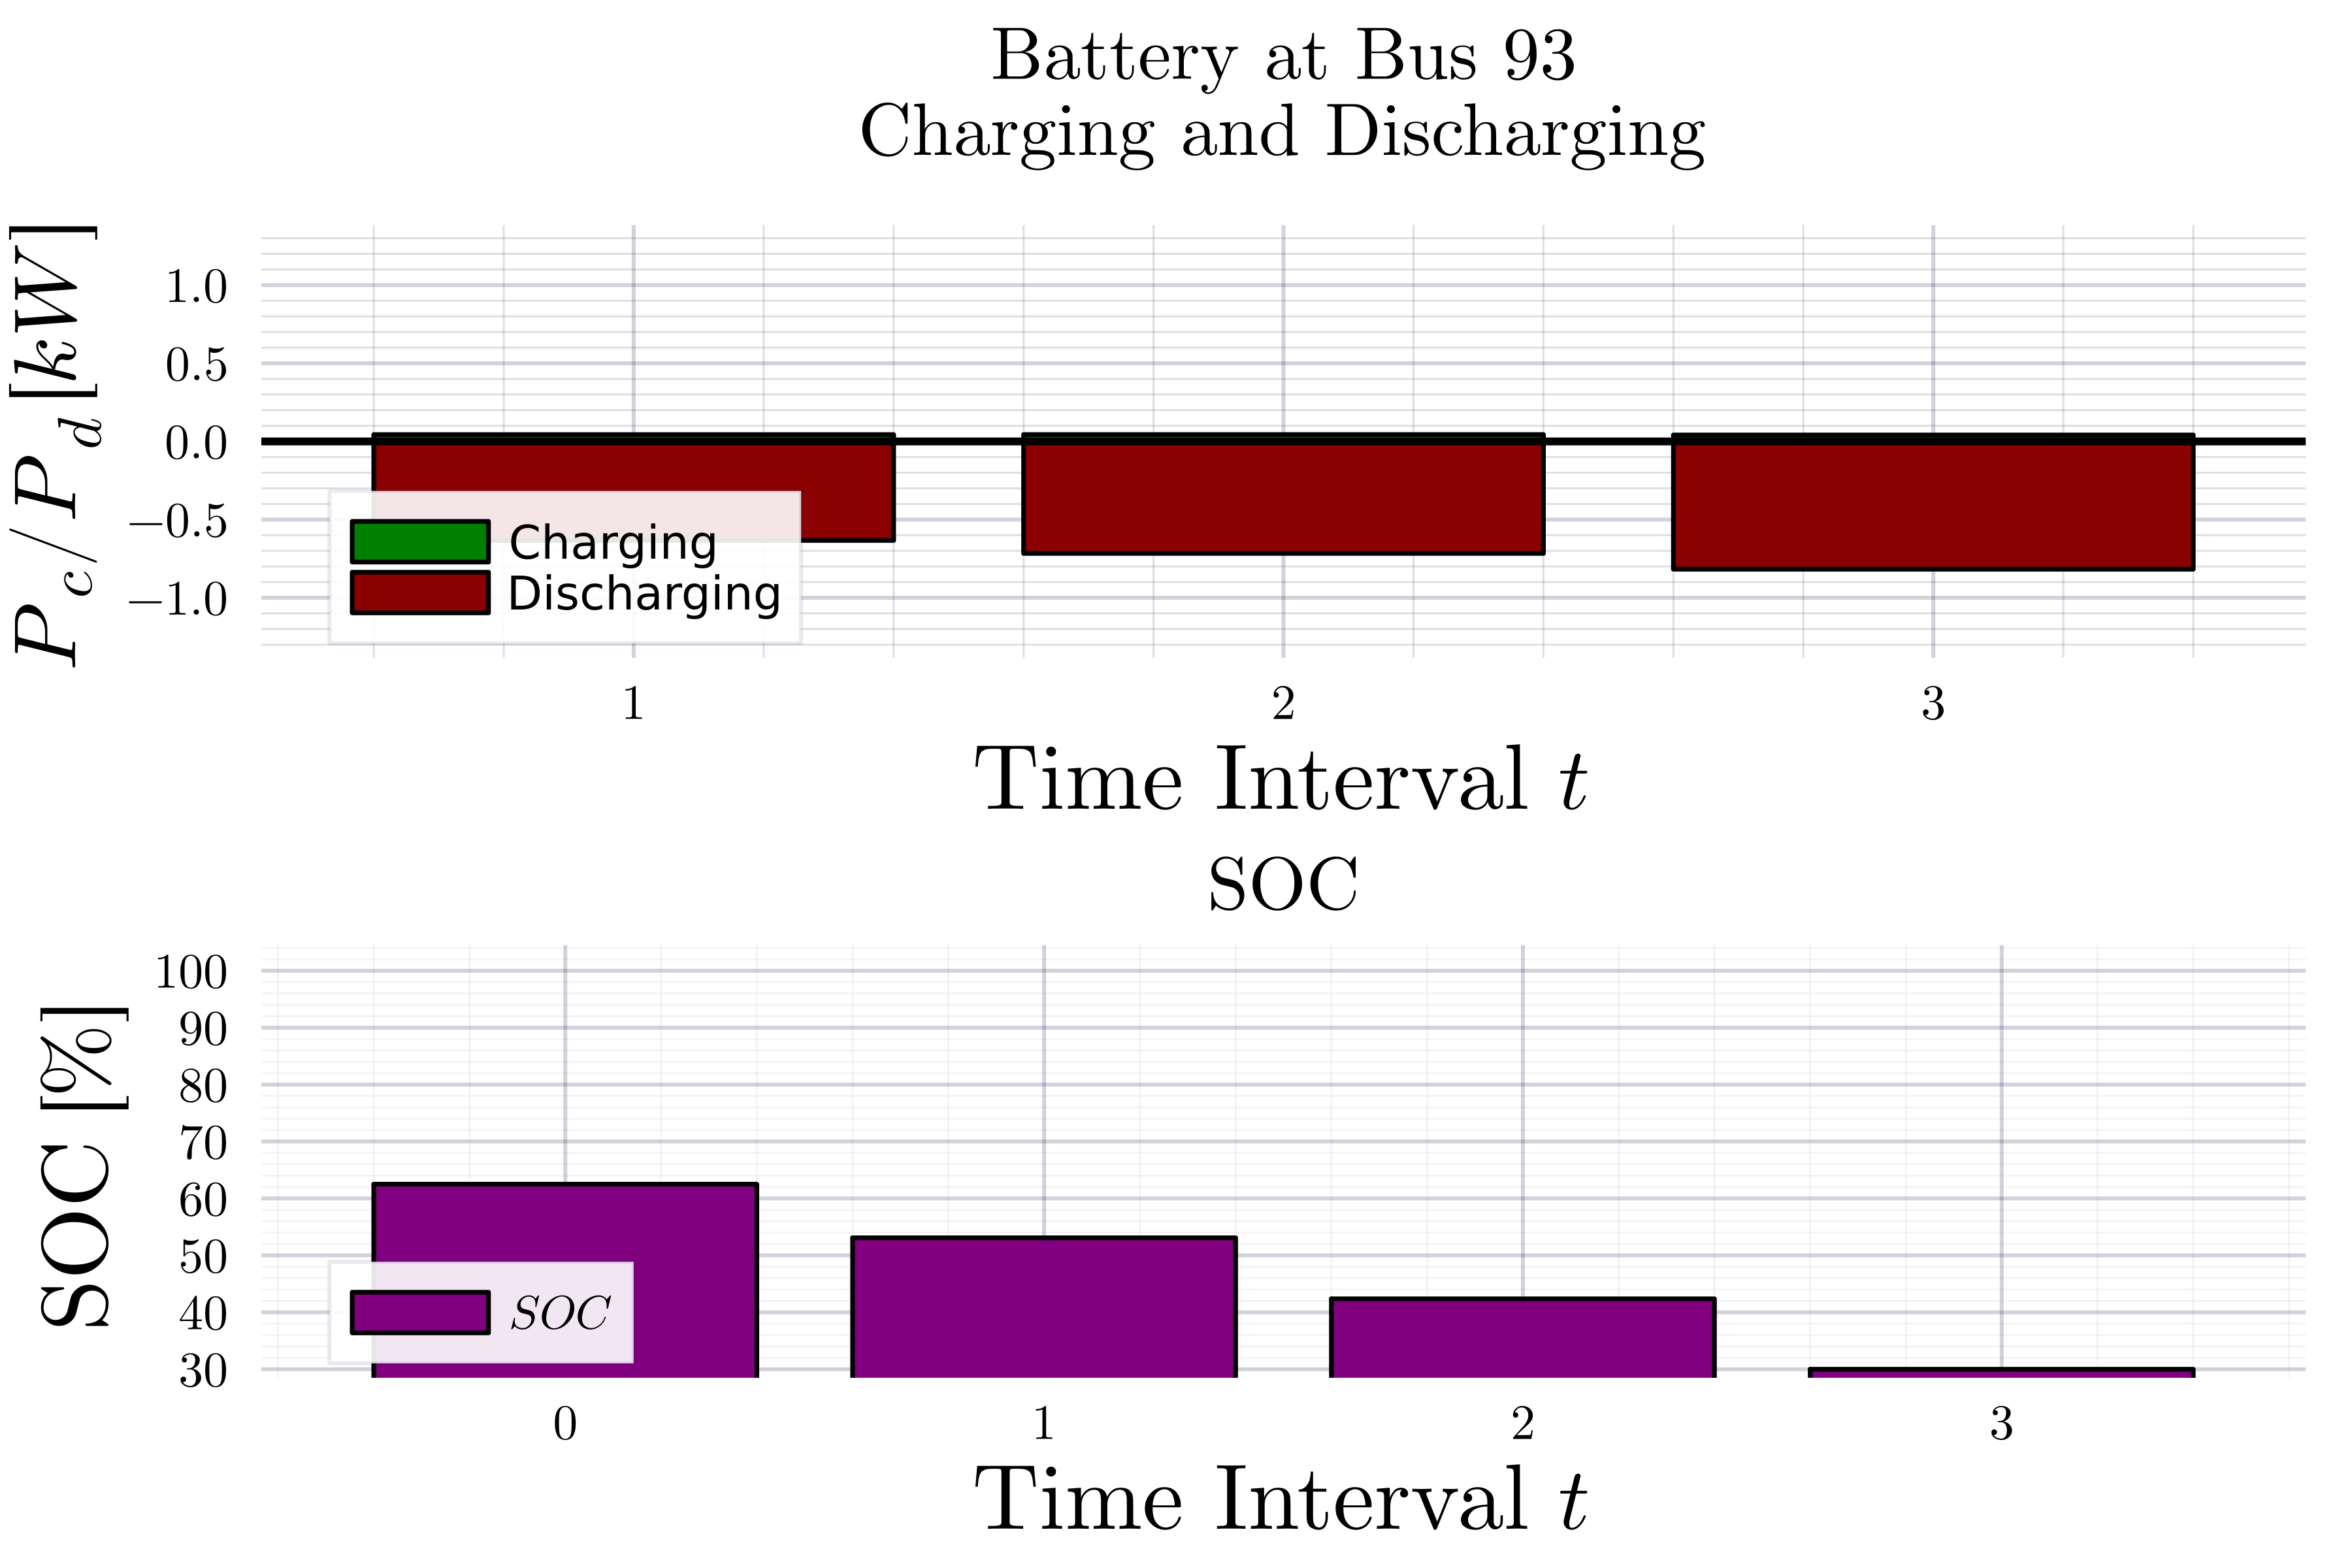 Battery at Bus 93
Charging and Discharging
P_c / P_d [kW]
1.0
0.5
0.0
−0.5
−1.0
Charging
Discharging
1 2 3
Time Interval t
SOC
SOC [%]
100
90
80
70
60
50
40
30
SOC
0 1 2 3
Time Interval t